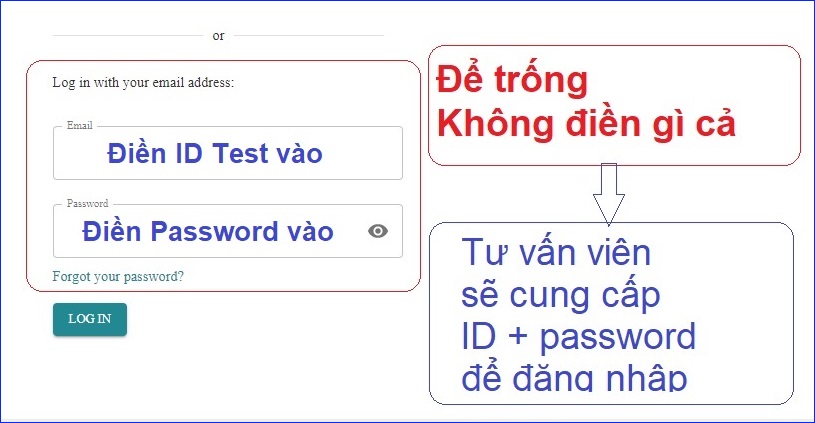 or
Log in with your email address:
Email
Điền ID Test vào
Password
Điền Password vào
Forgot your password?
LOG IN
Để trống
Không điền gì cả
Tư vấn viên
sẽ cung cấp
ID + password
để đăng nhập